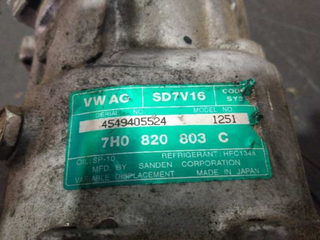 VW AG SD7V16 CODE
SYS
SERIAL NO. MODEL NO.
4549405524 1251
7H0 820 803 C
OIL: SP-10 REFRIGERANT: HFC134a
MFD. BY SANDEN CORPORATION
VARIABLE DISPLACEMENT MADE IN JAPAN